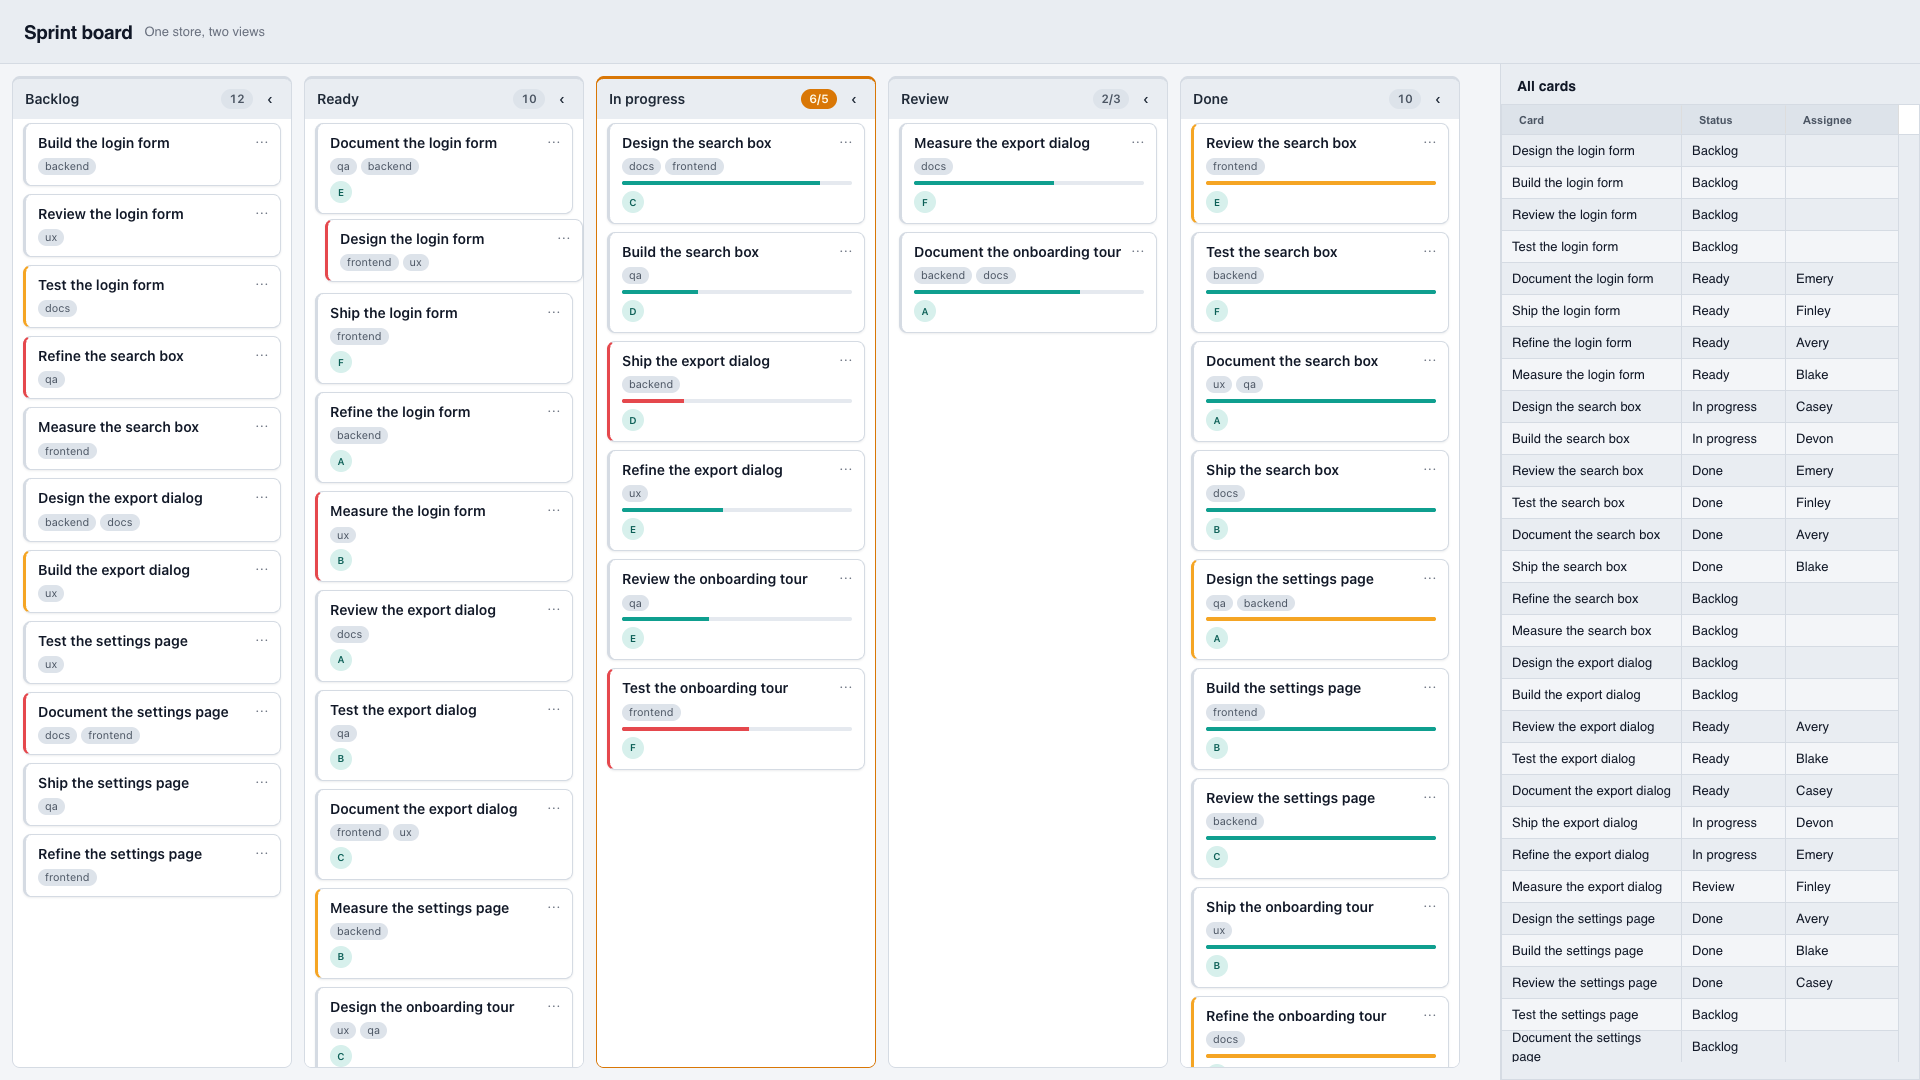 Sprint board One store, two views
Backlog 12 ‹
Build the login form ···
backend
Review the login form ···
ux
Test the login form ···
docs
Refine the search box ···
qa
Measure the search box ···
frontend
Design the export dialog ···
backend docs
Build the export dialog ···
ux
Test the settings page ···
ux
Document the settings page ···
docs frontend
Ship the settings page ···
qa
Refine the settings page ···
frontend
Ready 10 ‹
Document the login form ···
qa backend
E
Design the login form ···
frontend ux
Ship the login form ···
frontend
F
Refine the login form ···
backend
A
Measure the login form ···
ux
B
Review the export dialog ···
docs
A
Test the export dialog ···
qa
B
Document the export dialog ···
frontend ux
C
Measure the settings page ···
backend
B
Design the onboarding tour ···
ux qa
C
In progress 6/5 ‹
Design the search box ···
docs frontend
C
Build the search box ···
qa
D
Ship the export dialog ···
backend
D
Refine the export dialog ···
ux
E
Review the onboarding tour ···
qa
E
Test the onboarding tour ···
frontend
F
Review 2/3 ‹
Measure the export dialog ···
docs
F
Document the onboarding tour ···
backend docs
A
Done 10 ‹
Review the search box ···
frontend
E
Test the search box ···
backend
F
Document the search box ···
ux qa
A
Ship the search box ···
docs
B
Design the settings page ···
qa backend
A
Build the settings page ···
frontend
B
Review the settings page ···
backend
C
Ship the onboarding tour ···
ux
B
Refine the onboarding tour ···
docs
All cards
Card Status Assignee
Design the login form Backlog
Build the login form Backlog
Review the login form Backlog
Test the login form Backlog
Document the login form Ready Emery
Ship the login form Ready Finley
Refine the login form Ready Avery
Measure the login form Ready Blake
Design the search box In progress Casey
Build the search box In progress Devon
Review the search box Done Emery
Test the search box Done Finley
Document the search box Done Avery
Ship the search box Done Blake
Refine the search box Backlog
Measure the search box Backlog
Design the export dialog Backlog
Build the export dialog Backlog
Review the export dialog Ready Avery
Test the export dialog Ready Blake
Document the export dialog Ready Casey
Ship the export dialog In progress Devon
Refine the export dialog In progress Emery
Measure the export dialog Review Finley
Design the settings page Done Avery
Build the settings page Done Blake
Review the settings page Done Casey
Test the settings page Backlog
Document the settings
page Backlog